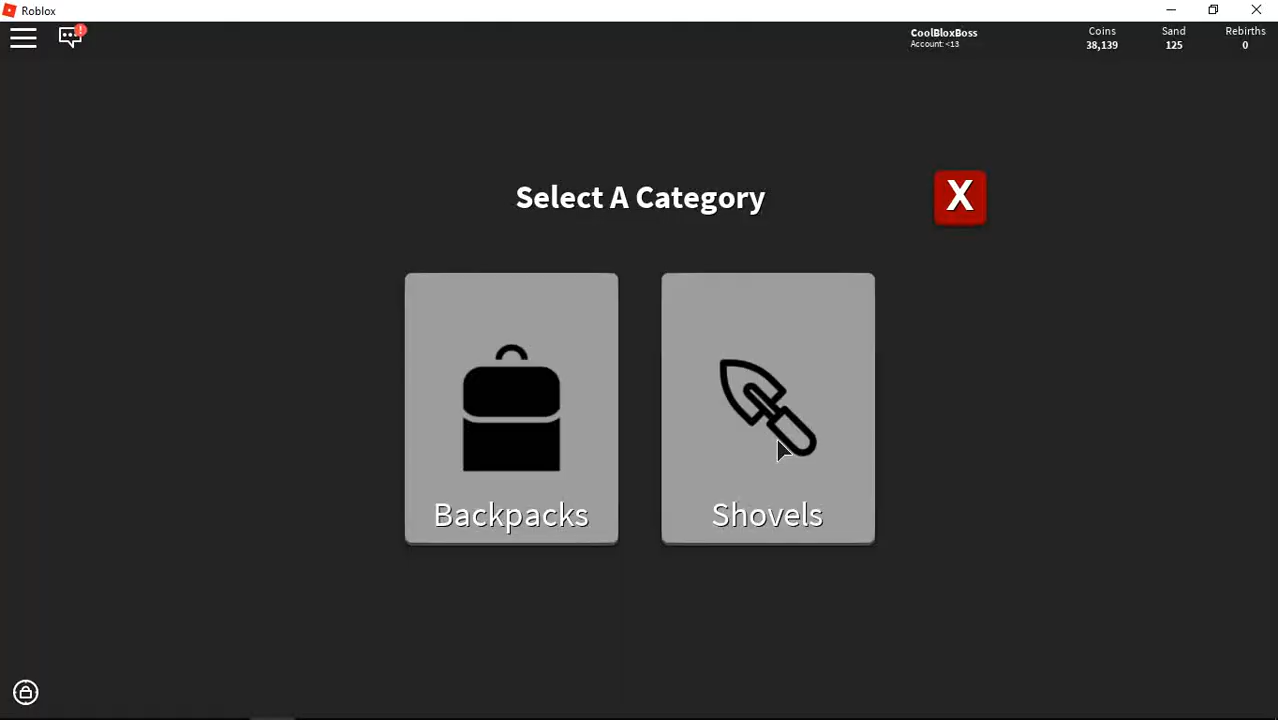 Roblox
CoolBloxBoss
Account: <13
Coins
38,139
Sand
125
Rebirths
0
Select A Category
X
Backpacks
Shovels